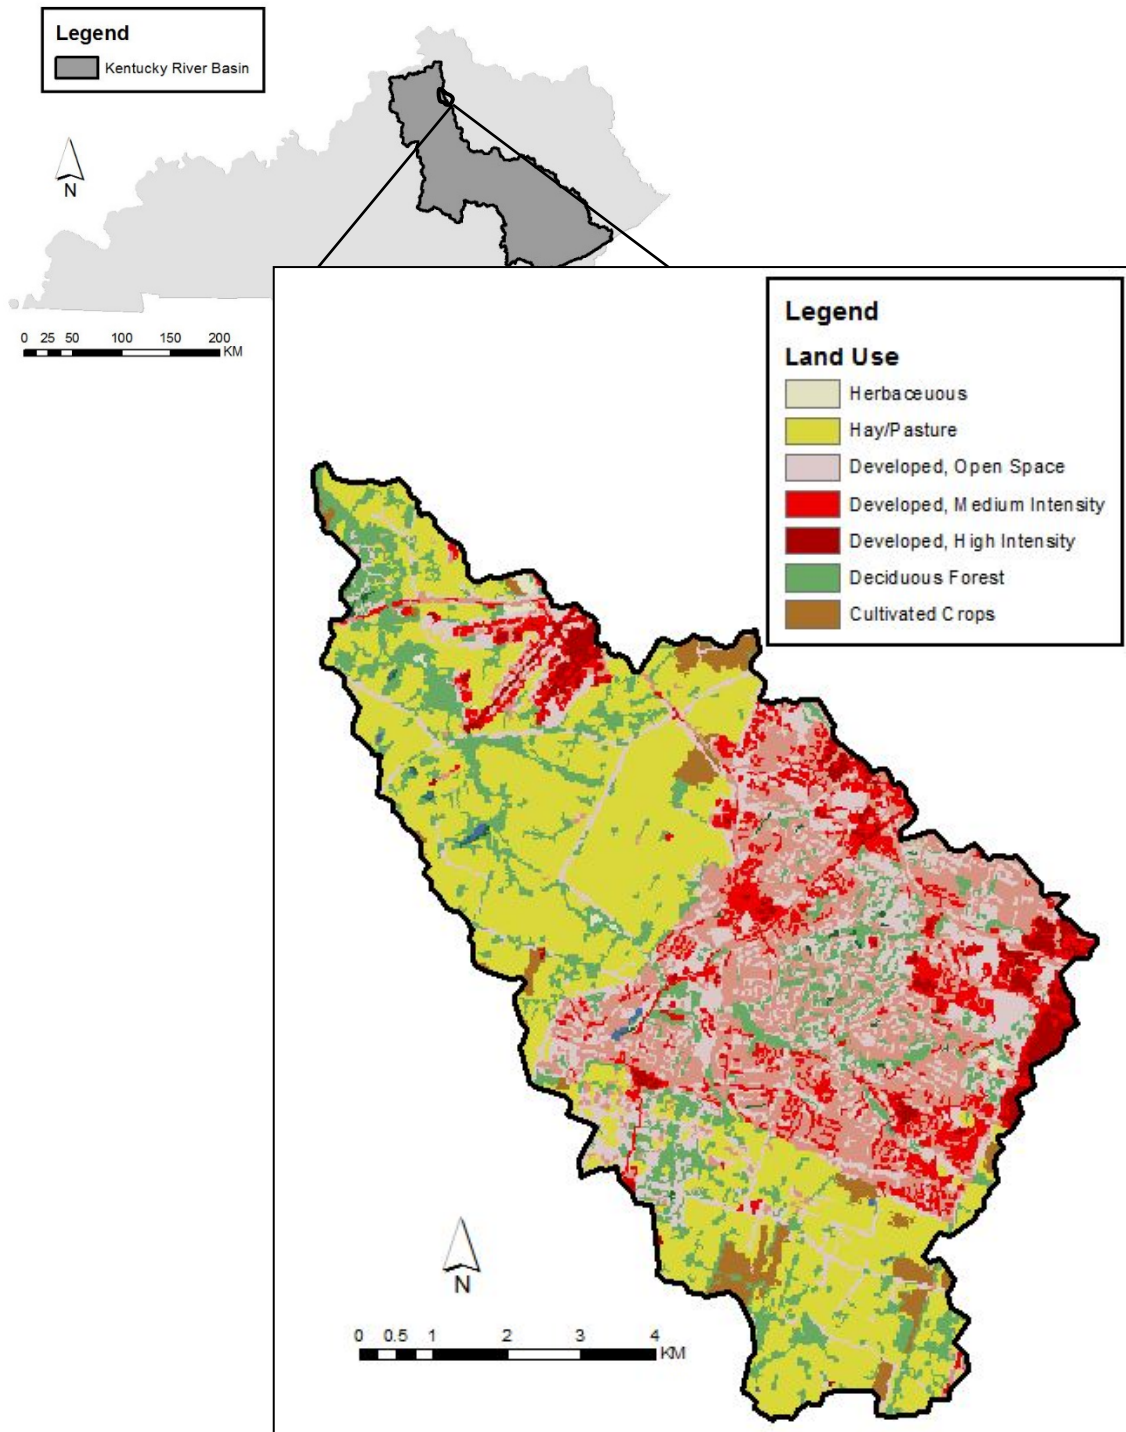 Legend
Kentucky River Basin
N
0 25 50 100 150 200
KM
Legend
Land Use
Herbaceuous
Hay/Pasture
Developed, Open Space
Developed, Medium Intensity
Developed, High Intensity
Deciduous Forest
Cultivated Crops
N
0 0.5 1 2 3 4
KM